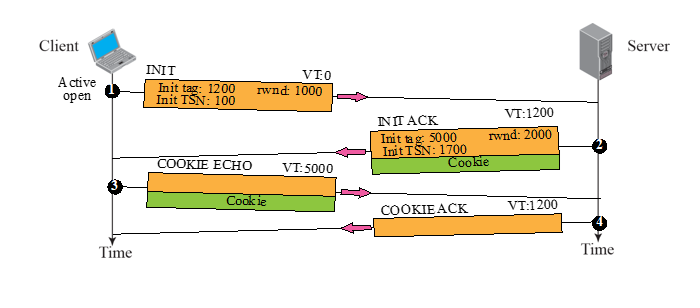 Client
Server
Active
open
1
INIT
VT:0
Init tag: 1200 rwnd: 1000
Init TSN: 100
INIT ACK
VT:1200
Init tag: 5000 rwnd: 2000
Init TSN: 1700
Cookie
2
COOKIE ECHO
VT:5000
3
Cookie
COOKIE ACK
VT:1200
4
Time
Time